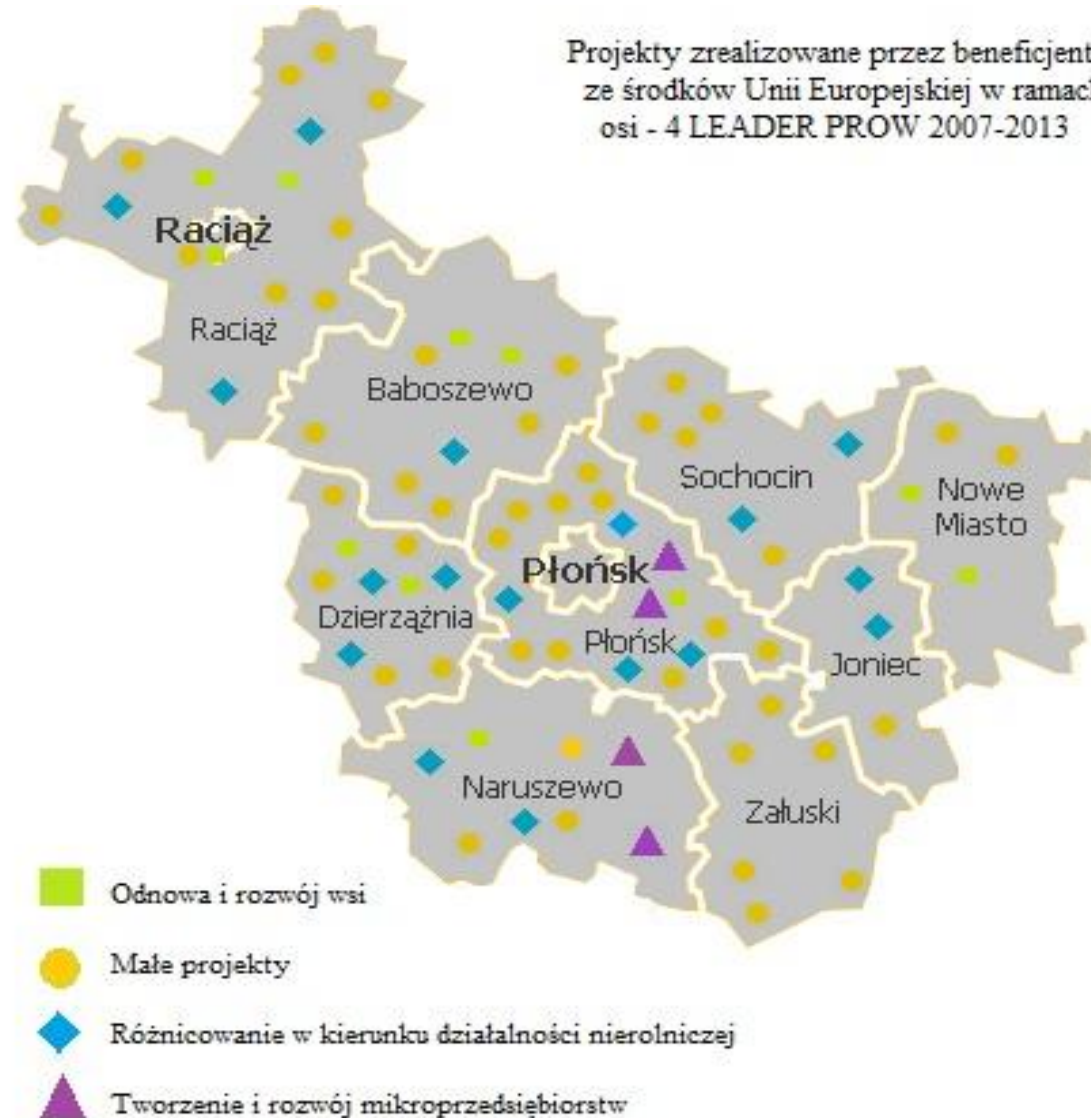 Projekty zrealizowane przez beneficjent
ze środków Unii Europejskiej w ramach
osi - 4 LEADER PROW 2007-2013
Raciąż
Raciąż
Baboszewo
Sochocin
Nowe
Miasto
Płońsk
Dzierzążnia
Płońsk
Joniec
Naruszewo
Załuski
Odnowa i rozwój wsi
Małe projekty
Różnicowanie w kierunku działalności nierolniczej
Tworzenie i rozwój mikroprzedsiębiorstw